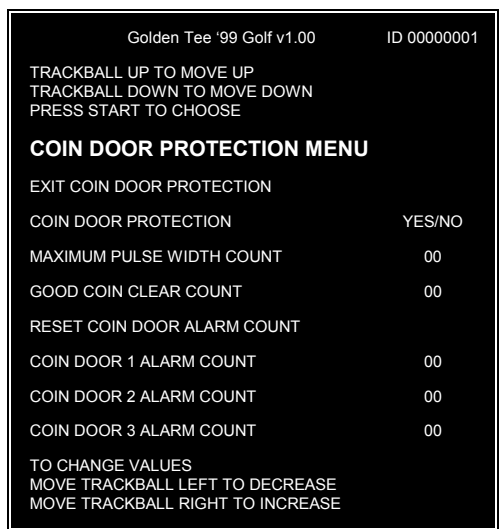 Golden Tee ‘99 Golf v1.00 ID 00000001
TRACKBALL UP TO MOVE UP
TRACKBALL DOWN TO MOVE DOWN
PRESS START TO CHOOSE
COIN DOOR PROTECTION MENU
EXIT COIN DOOR PROTECTION
COIN DOOR PROTECTION YES/NO
MAXIMUM PULSE WIDTH COUNT 00
GOOD COIN CLEAR COUNT 00
RESET COIN DOOR ALARM COUNT
COIN DOOR 1 ALARM COUNT 00
COIN DOOR 2 ALARM COUNT 00
COIN DOOR 3 ALARM COUNT 00
TO CHANGE VALUES
MOVE TRACKBALL LEFT TO DECREASE
MOVE TRACKBALL RIGHT TO INCREASE